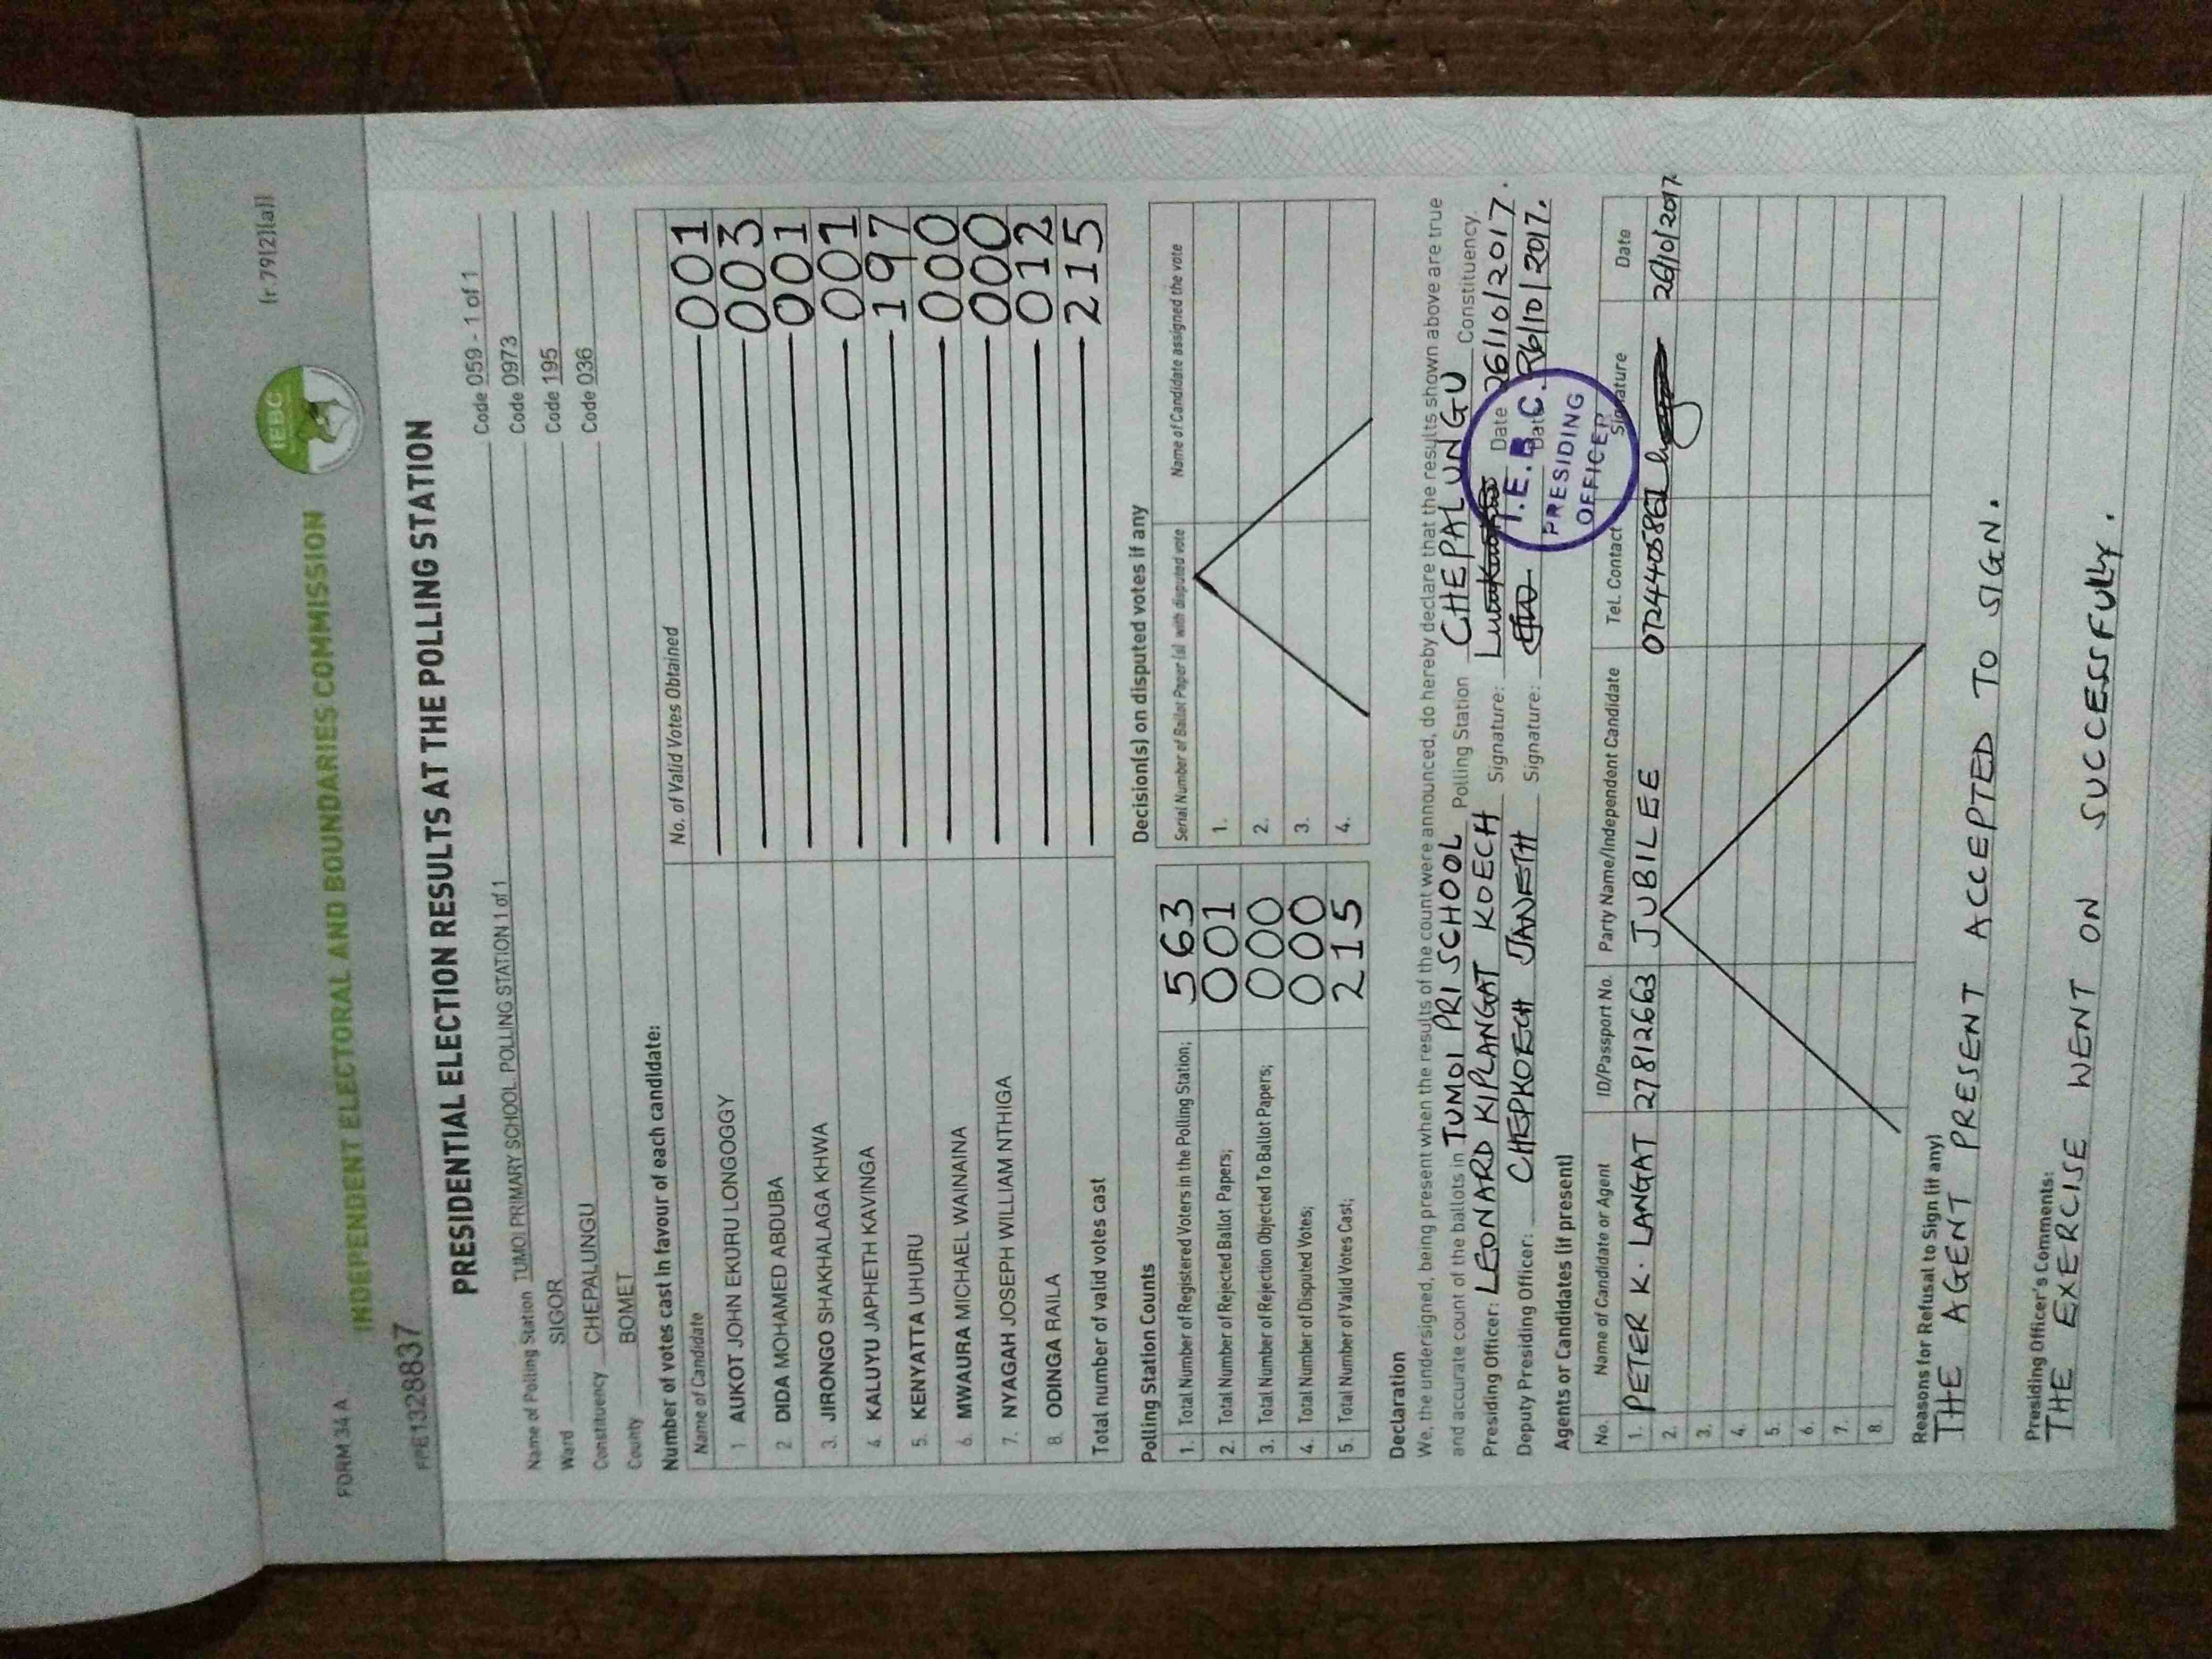 FORM 34 A
(r.79(2)(a))
IEBC
INDEPENDENT ELECTORAL AND BOUNDARIES COMMISSION
1328837
PRESIDENTIAL ELECTION RESULTS AT THE POLLING STATION
Name of Polling Station TUMOI PRIMARY SCHOOL POLLING STATION 1 of 1 Code 059 - 1 of 1
Ward SIGOR Code 0973
Constituency CHEPALUNGU Code 195
County BOMET Code 036
Number of votes cast in favour of each candidate:
Name of Candidate No. of Valid Votes Obtained
1 AUKOT JOHN EKURU LONGOGGY 001
2 DIDA MOHAMED ABDUBA 003
3. JIRONGO SHAKHALAGA KHWA 001
4. KALUYU JAPHETH KAVINGA 001
5. KENYATTA UHURU 197
6. MWAURA MICHAEL WAINAINA 000
7. NYAGAH JOSEPH WILLIAM NTHIGA 000
8. ODINGA RAILA 012
Total number of valid votes cast 215
Polling Station Counts
1. Total Number of Registered Voters in the Polling Station; 563
2. Total Number of Rejected Ballot Papers; 001
3. Total Number of Rejection Objected To Ballot Papers; 000
4. Total Number of Disputed Votes; 000
5. Total Number of Valid Votes Cast; 215
Decision(s) on disputed votes if any
Serial Number of Ballot Paper (s) with disputed vote Name of Candidate assigned the vote
1.
2.
3.
4.
Declaration
We, the undersigned, being present when the results of the count were announced, do hereby declare that the results shown above are true
and accurate count of the ballots in TUMOI PRI SCHOOL Polling Station CHEPALUNGU Constituency.
Presiding Officer: LEONARD KIPLANGAT KOECH Signature: Date 26/10/2017.
Deputy Presiding Officer: CHEPKOECH JANETH Signature: Date 26/10/2017.
I.E.B.C.
PRESIDING
OFFICER
Agents or Candidates (if present)
No. Name of Candidate or Agent ID/Passport No. Party Name/Independent Candidate Tel. Contact Signature Date
1. PETER K. LANGAT 27812663 JUBILEE 26/10/2017
2.
3.
4.
5.
6.
7.
8.
Reasons for Refusal to Sign (if any)
THE AGENT PRESENT ACCEPTED TO SIGN.
Presiding Officer's Comments:
THE EXERCISE WENT ON SUCCESSFULLY.